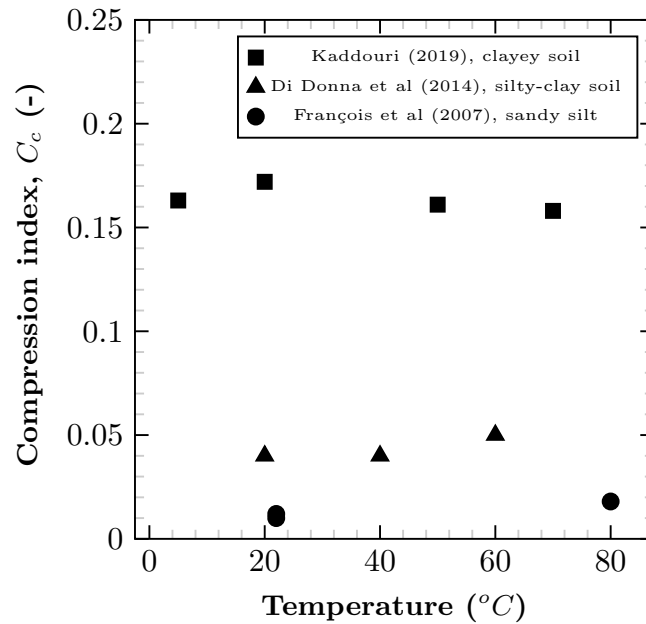 0.25
Kaddouri (2019), clayey soil
Di Donna et al (2014), silty-clay soil
François et al (2007), sandy silt
0.2
0.15
0.1
0.05
0
Compression index, C_c (-)
0 20 40 60 80
Temperature (°C)